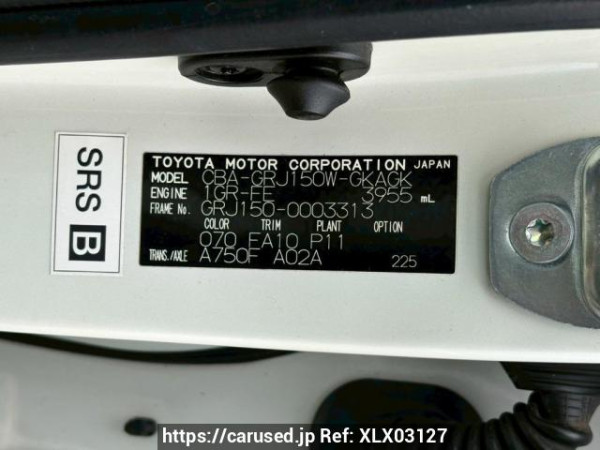 SRS B
TOYOTA MOTOR CORPORATION JAPAN
MODEL CBA-GRJ150W-GKAGK
ENGINE 1GR-FE 3955 mL
FRAME No. GRJ150-0003313
COLOR TRIM PLANT OPTION
070 EA10 P11
TRANS./AXLE A750F A02A 225
https://carused.jp Ref: XLX03127